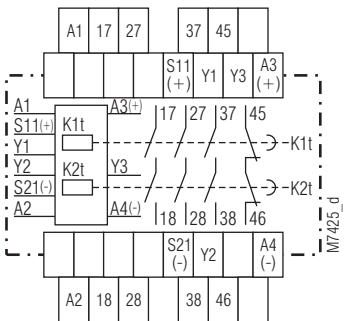 A1 17 27 37 45
S11 (+) Y1 Y3 A3 (+)
A1 A3(+) 17 27 37 45
S11(+) K1t
Y1 K1t
Y2 K2t Y3
S21(-) K2t
A2 A4(-) 18 28 38 46
S21 (-) Y2 A4 (-)
A2 18 28 38 46
M7425_d